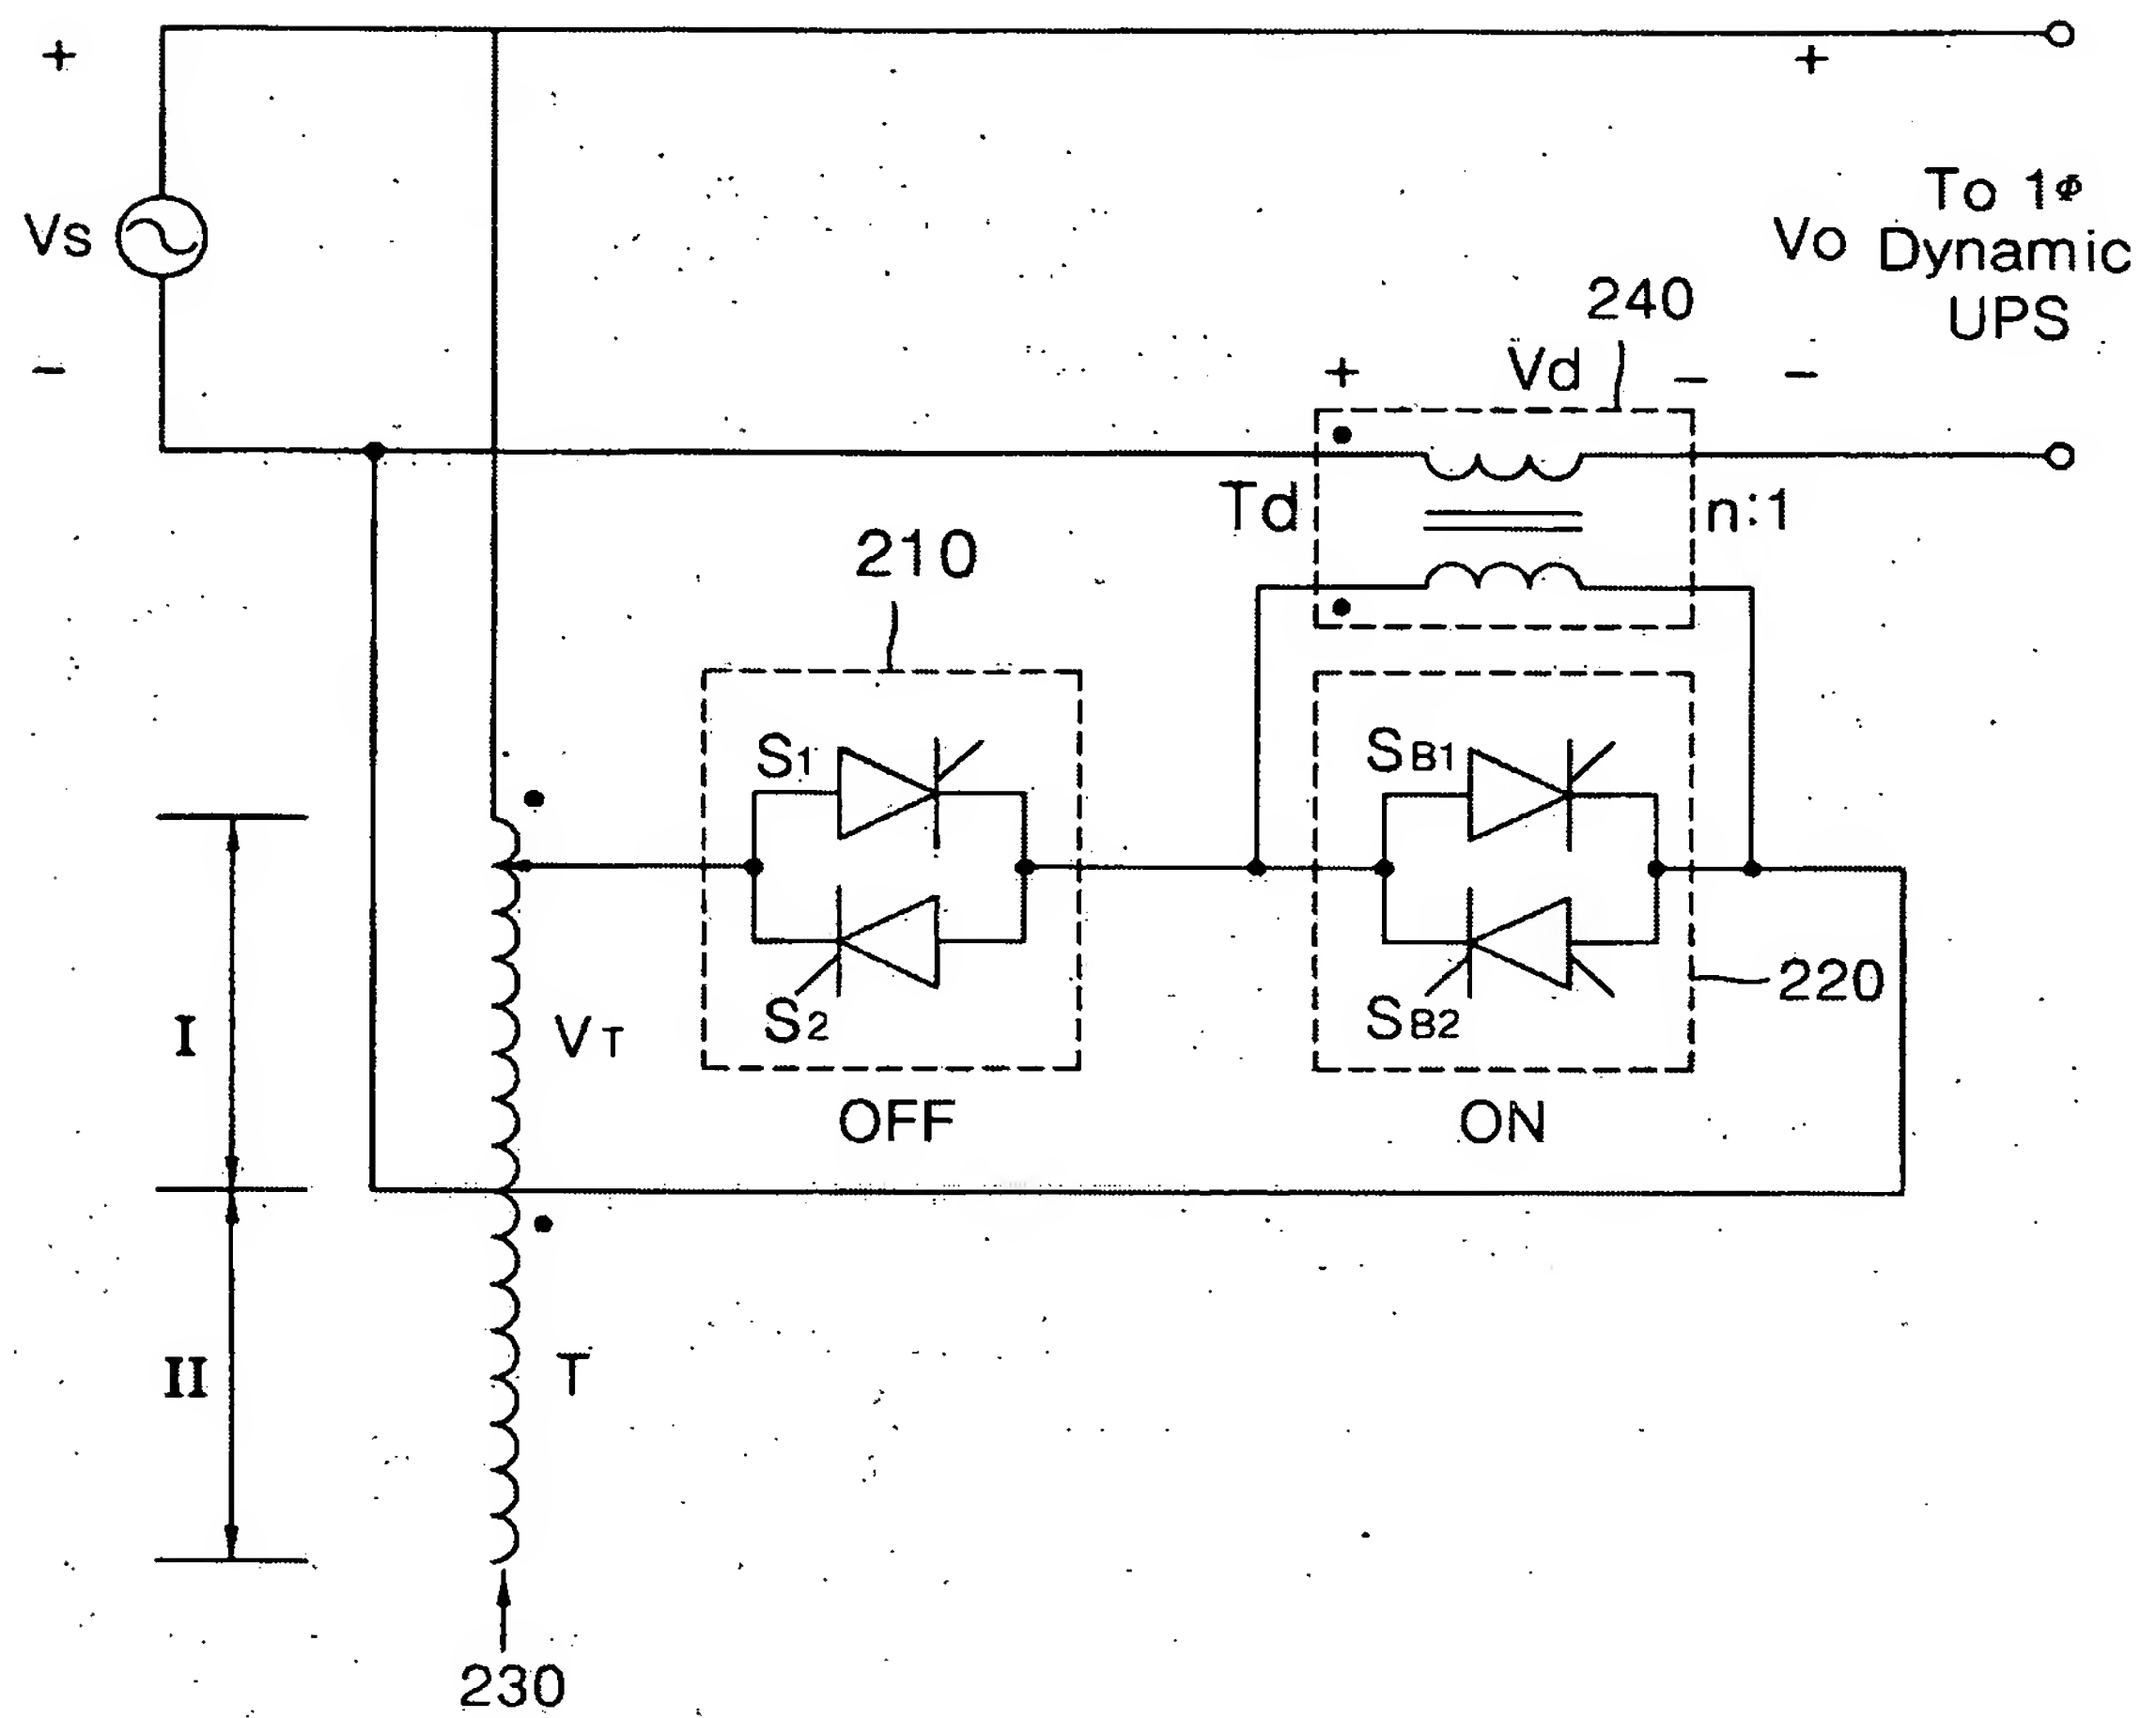 +
+
To 1Φ
Vs
Vo Dynamic
UPS
240
−
+ Vd − −
Td
n:1
210
S1
SB1
I
VT
S2
SB2
220
OFF
ON
II
T
230